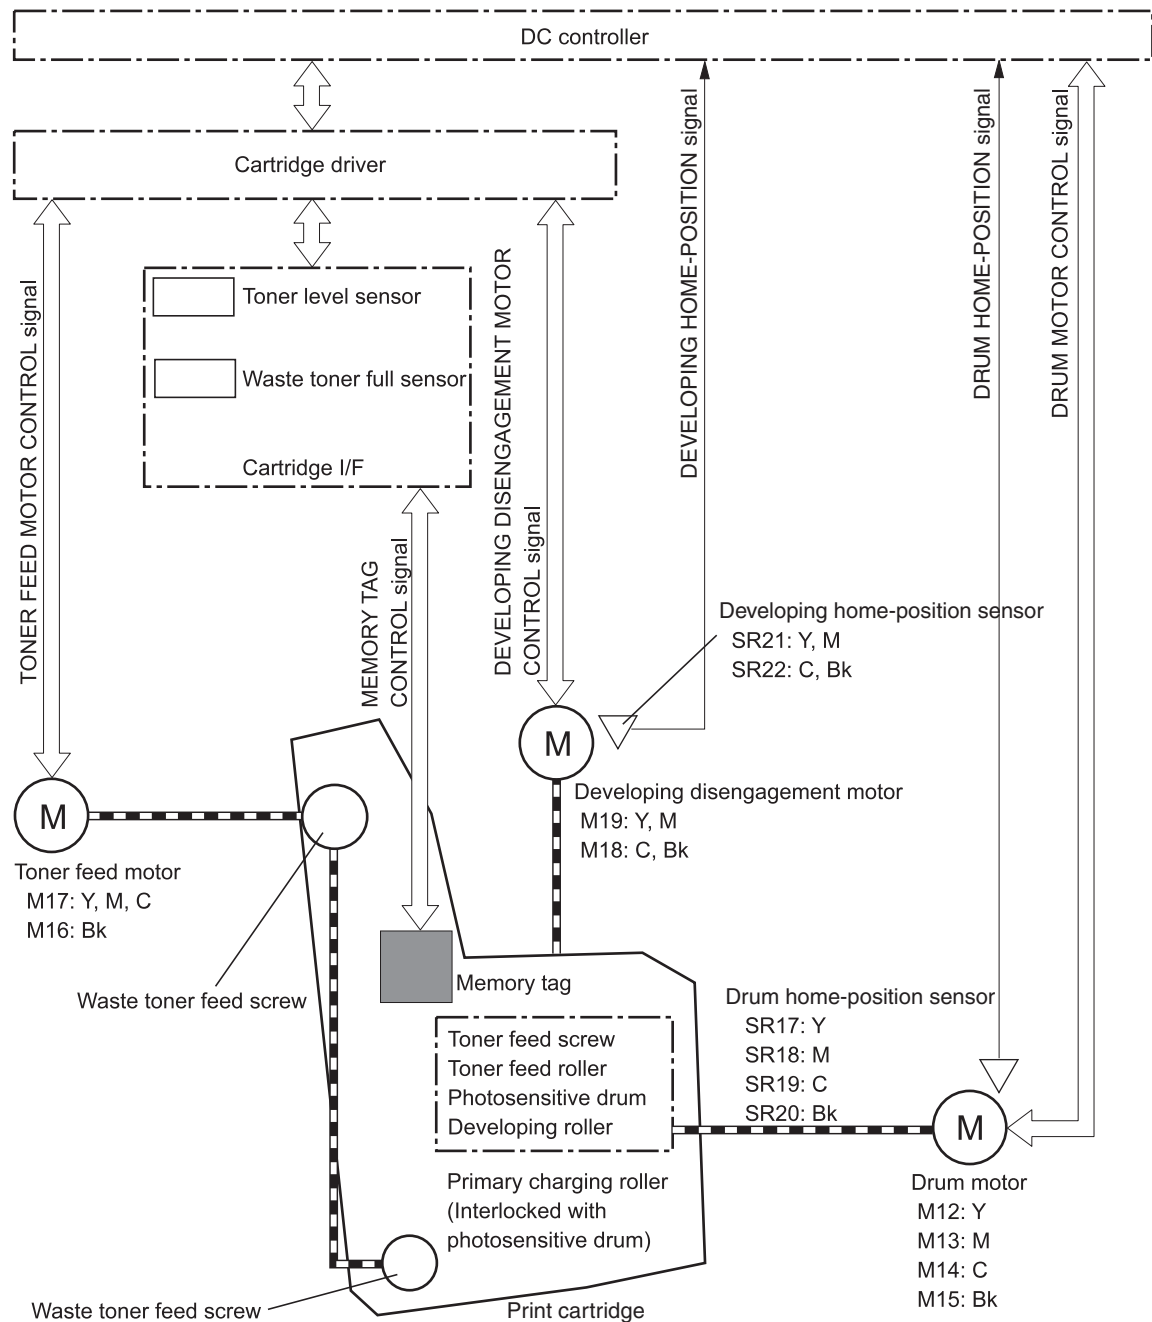 DC controller
Cartridge driver
TONER FEED MOTOR CONTROL signal
Toner level sensor
Waste toner full sensor
Cartridge I/F
MEMORY TAG
CONTROL signal
DEVELOPING DISENGAGEMENT MOTOR
CONTROL signal
DEVELOPING HOME-POSITION signal
DRUM HOME-POSITION signal
DRUM MOTOR CONTROL signal
Developing home-position sensor
SR21: Y, M
SR22: C, Bk
M
Developing disengagement motor
M19: Y, M
M18: C, Bk
M
Toner feed motor
M17: Y, M, C
M16: Bk
Waste toner feed screw
Memory tag
Drum home-position sensor
SR17: Y
SR18: M
SR19: C
SR20: Bk
Toner feed screw
Toner feed roller
Photosensitive drum
Developing roller
M
Primary charging roller
(Interlocked with
photosensitive drum)
Drum motor
M12: Y
M13: M
M14: C
M15: Bk
Waste toner feed screw
Print cartridge